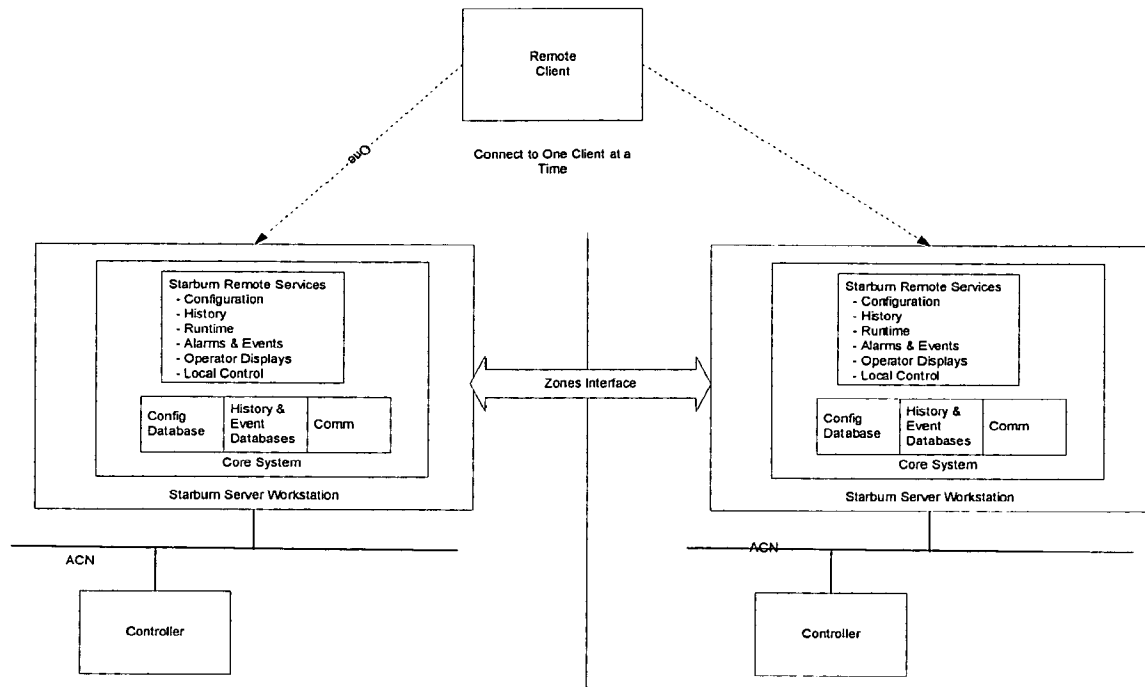 Remote
Client
One
Connect to One Client at a
Time
Starburn Remote Services
- Configuration
- History
- Runtime
- Alarms & Events
- Operator Displays
- Local Control
Config
Database
History &
Event
Databases
Comm
Core System
Starburn Server Workstation
ACN
Controller
Zones Interface
Starburn Remote Services
- Configuration
- History
- Runtime
- Alarms & Events
- Operator Displays
- Local Control
Config
Database
History &
Event
Databases
Comm
Core System
Starburn Server Workstation
ACN
Controller